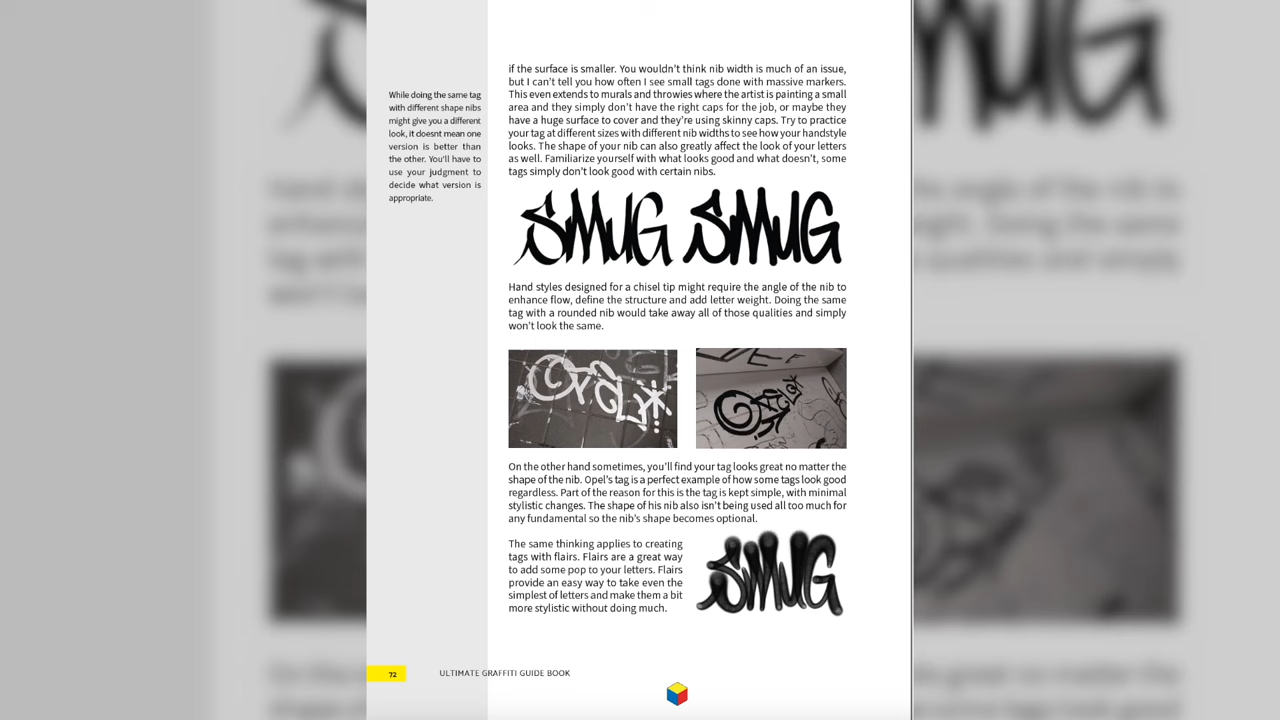 While doing the same tag
with different shape nibs
might give you a different
look, it doesnt mean one
version is better than
the other. You'll have to
use your judgment to
decide what version is
appropriate.
if the surface is smaller. You wouldn't think nib width is much of an issue,
but I can't tell you how often I see small tags done with massive markers.
This even extends to murals and throwies where the artist is painting a small
area and they simply don't have the right caps for the job, or maybe they
have a huge surface to cover and they're using skinny caps. Try to practice
your tag at different sizes with different nib widths to see how your handstyle
looks. The shape of your nib can also greatly affect the look of your letters
as well. Familiarize yourself with what looks good and what doesn't, some
tags simply don't look good with certain nibs.
SMUG SMUG
Hand styles designed for a chisel tip might require the angle of the nib to
enhance flow, define the structure and add letter weight. Doing the same
tag with a rounded nib would take away all of those qualities and simply
won't look the same.
On the other hand sometimes, you'll find your tag looks great no matter the
shape of the nib. Opel's tag is a perfect example of how some tags look good
regardless. Part of the reason for this is the tag is kept simple, with minimal
stylistic changes. The shape of his nib also isn't being used all too much for
any fundamental so the nib's shape becomes optional.
The same thinking applies to creating
tags with flairs. Flairs are a great way
to add some pop to your letters. Flairs
provide an easy way to take even the
simplest of letters and make them a bit
more stylistic without doing much.
SMUG
72
ULTIMATE GRAFFITI GUIDE BOOK